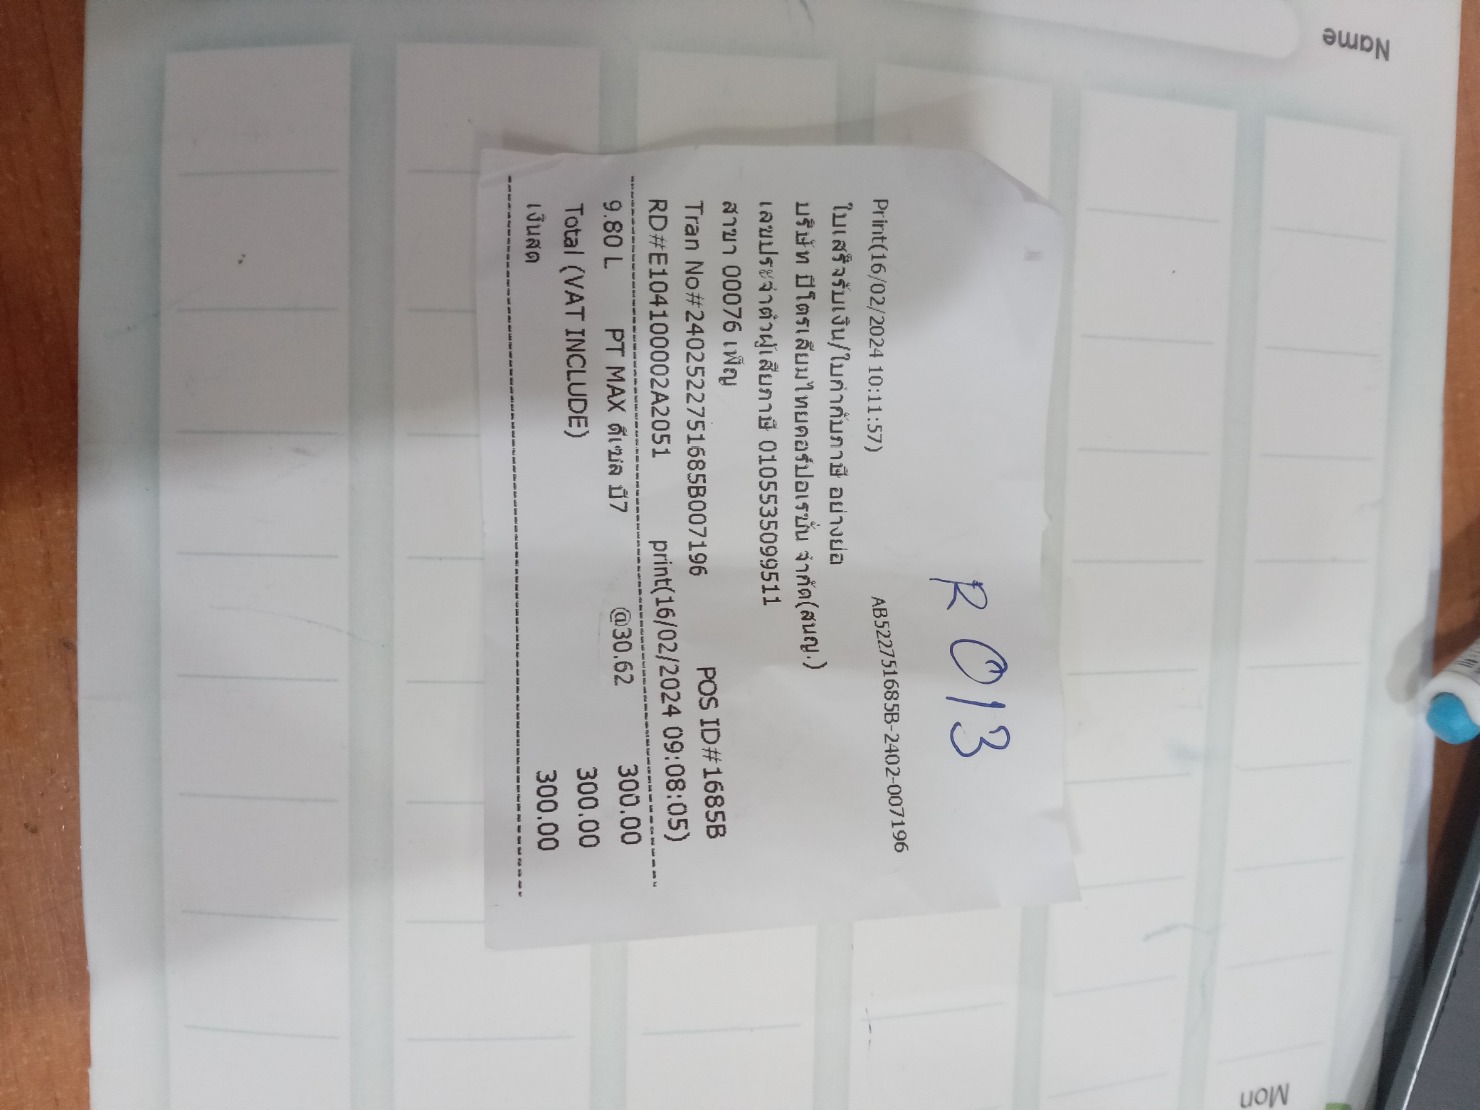 Name
R 013
Print(16/02/2024 10:11:57) AB52275​1685B-2402-007196
ใบเสร็จรับเงิน/ใบกำกับภาษี อย่างย่อ
บริษัท ปิโตรเลียมไทยคอร์ปอเรชั่น จำกัด(สนญ.)
เลขประจำตัวผู้เสียภาษี 0105535099511
สาขา 00076 เพ็ญ
Tran No#24025227​51685B007196 POS ID#1685B
RD#E104100002A2051 print(16/02/2024 09:08:05)
9.80 L PT MAX ดีเซล บี7 @30.62 300.00
Total (VAT INCLUDE) 300.00
เงินสด 300.00
Mon